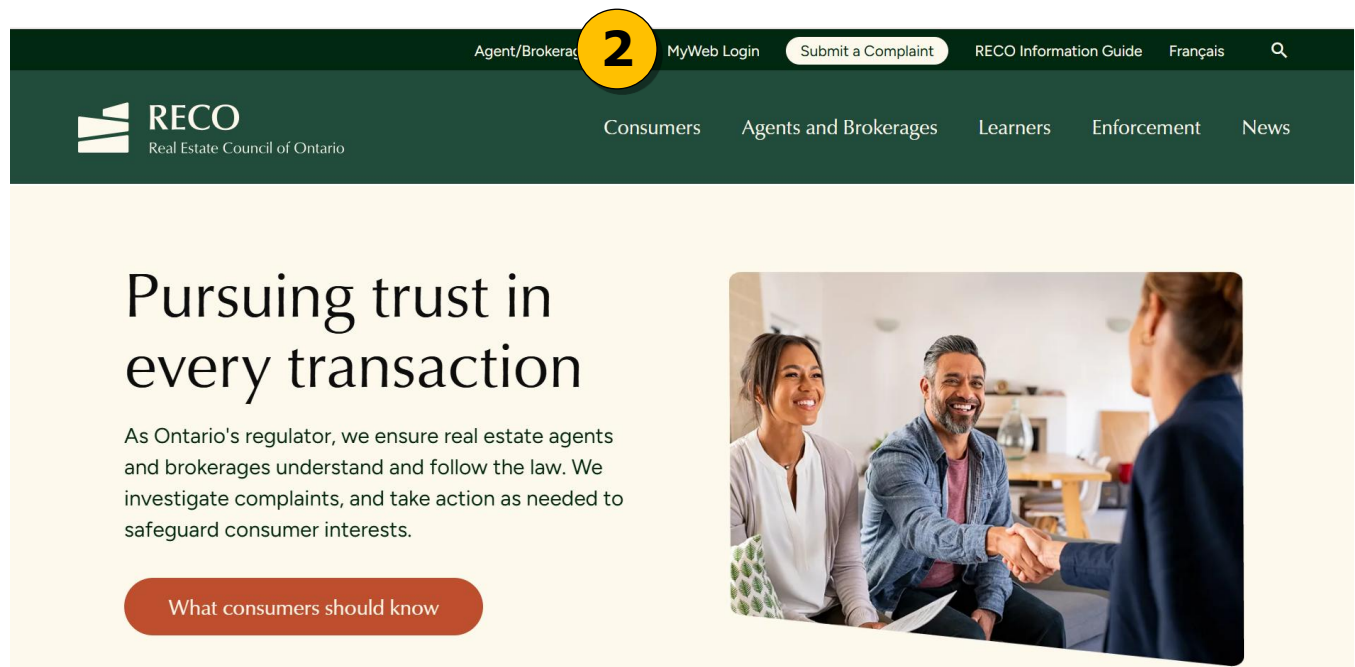 Agent/Brokerag
2
MyWeb Login
Submit a Complaint
RECO Information Guide
Français
RECO
Real Estate Council of Ontario
Consumers
Agents and Brokerages
Learners
Enforcement
News
Pursuing trust in
every transaction
As Ontario's regulator, we ensure real estate agents
and brokerages understand and follow the law. We
investigate complaints, and take action as needed to
safeguard consumer interests.
What consumers should know